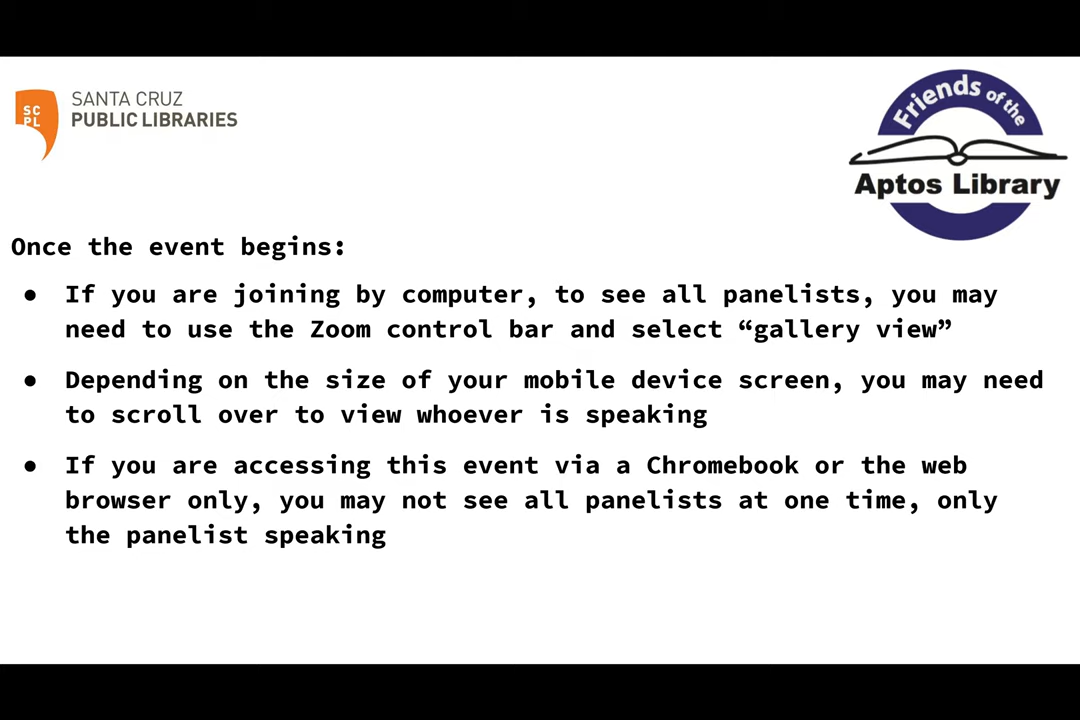 SC
PL
SANTA CRUZ
PUBLIC LIBRARIES
Friends of the
Aptos Library
Once the event begins:
● If you are joining by computer, to see all panelists, you may
need to use the Zoom control bar and select “gallery view”
● Depending on the size of your mobile device screen, you may need
to scroll over to view whoever is speaking
● If you are accessing this event via a Chromebook or the web
browser only, you may not see all panelists at one time, only
the panelist speaking